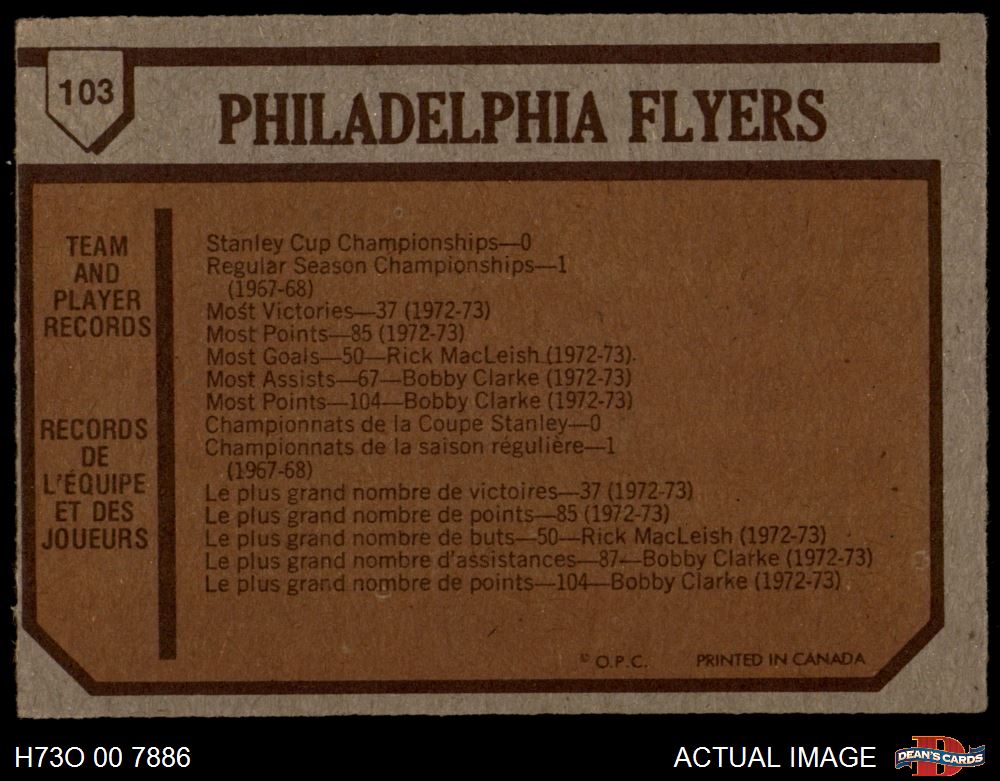 103
PHILADELPHIA FLYERS
TEAM
AND
PLAYER
RECORDS
Stanley Cup Championships—0
Regular Season Championships—1
(1967-68)
Most Victories—37 (1972-73)
Most Points—85 (1972-73)
Most Goals—50—Rick MacLeish (1972-73).
Most Assists—67—Bobby Clarke (1972-73)
Most Points—104—Bobby Clarke (1972-73)
RECORDS
DE
L'ÉQUIPE
ET DES
JOUEURS
Championnats de la Coupe Stanley—0
Championnats de la saison régulière—1
(1967-68)
Le plus grand nombre de victoires—37 (1972-73)
Le plus grand nombre de points—85 (1972-73)
Le plus grand nombre de buts—50—Rick MacLeish (1972-73)
Le plus grand nombre d'assistances—87—Bobby Clarke (1972-73)
Le plus grand nombre de points—104—Bobby Clarke (1972-73)
© O.P.C. PRINTED IN CANADA
H73O 00 7886
ACTUAL IMAGE
D
DEAN'S CARDS